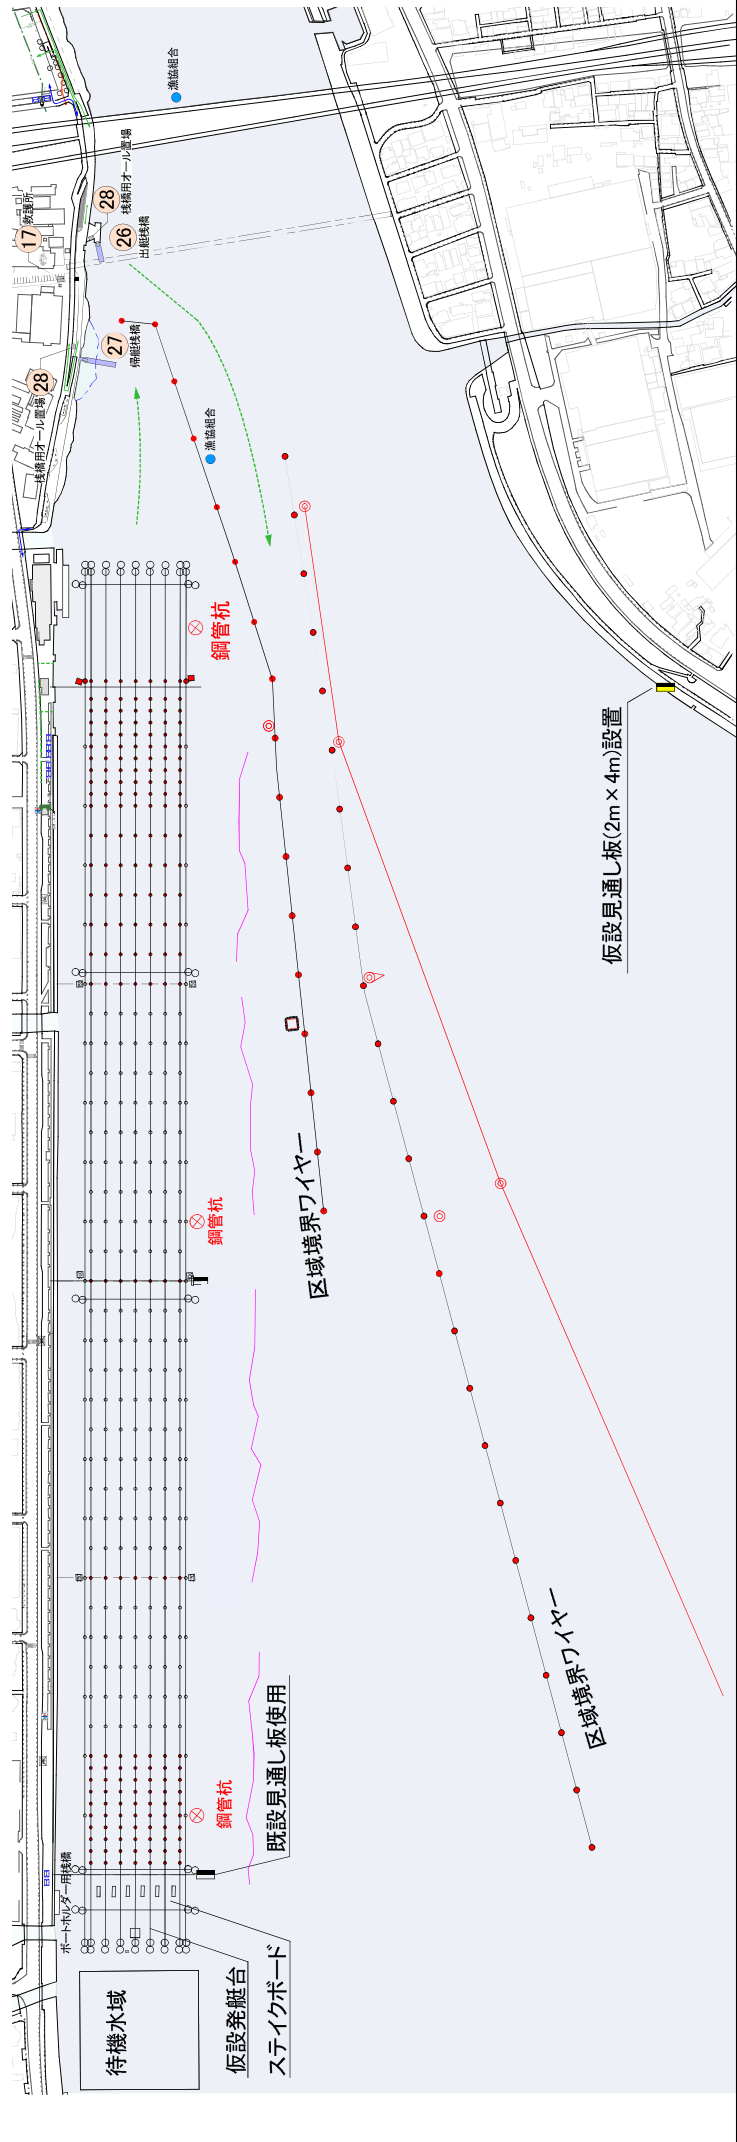 漁協組合
28
桟橋用オール置場
17
救護所
26
出艇桟橋
27
帰艇桟橋
28
桟橋用オール置場
漁協組合
鋼管杭
仮設見通し板(2m×4m)設置
区域境界ワイヤー
鋼管杭
区域境界ワイヤー
既設見通し板使用
鋼管杭
ボートホルダー用桟橋
仮設発艇台
ステイクボード
待機水域